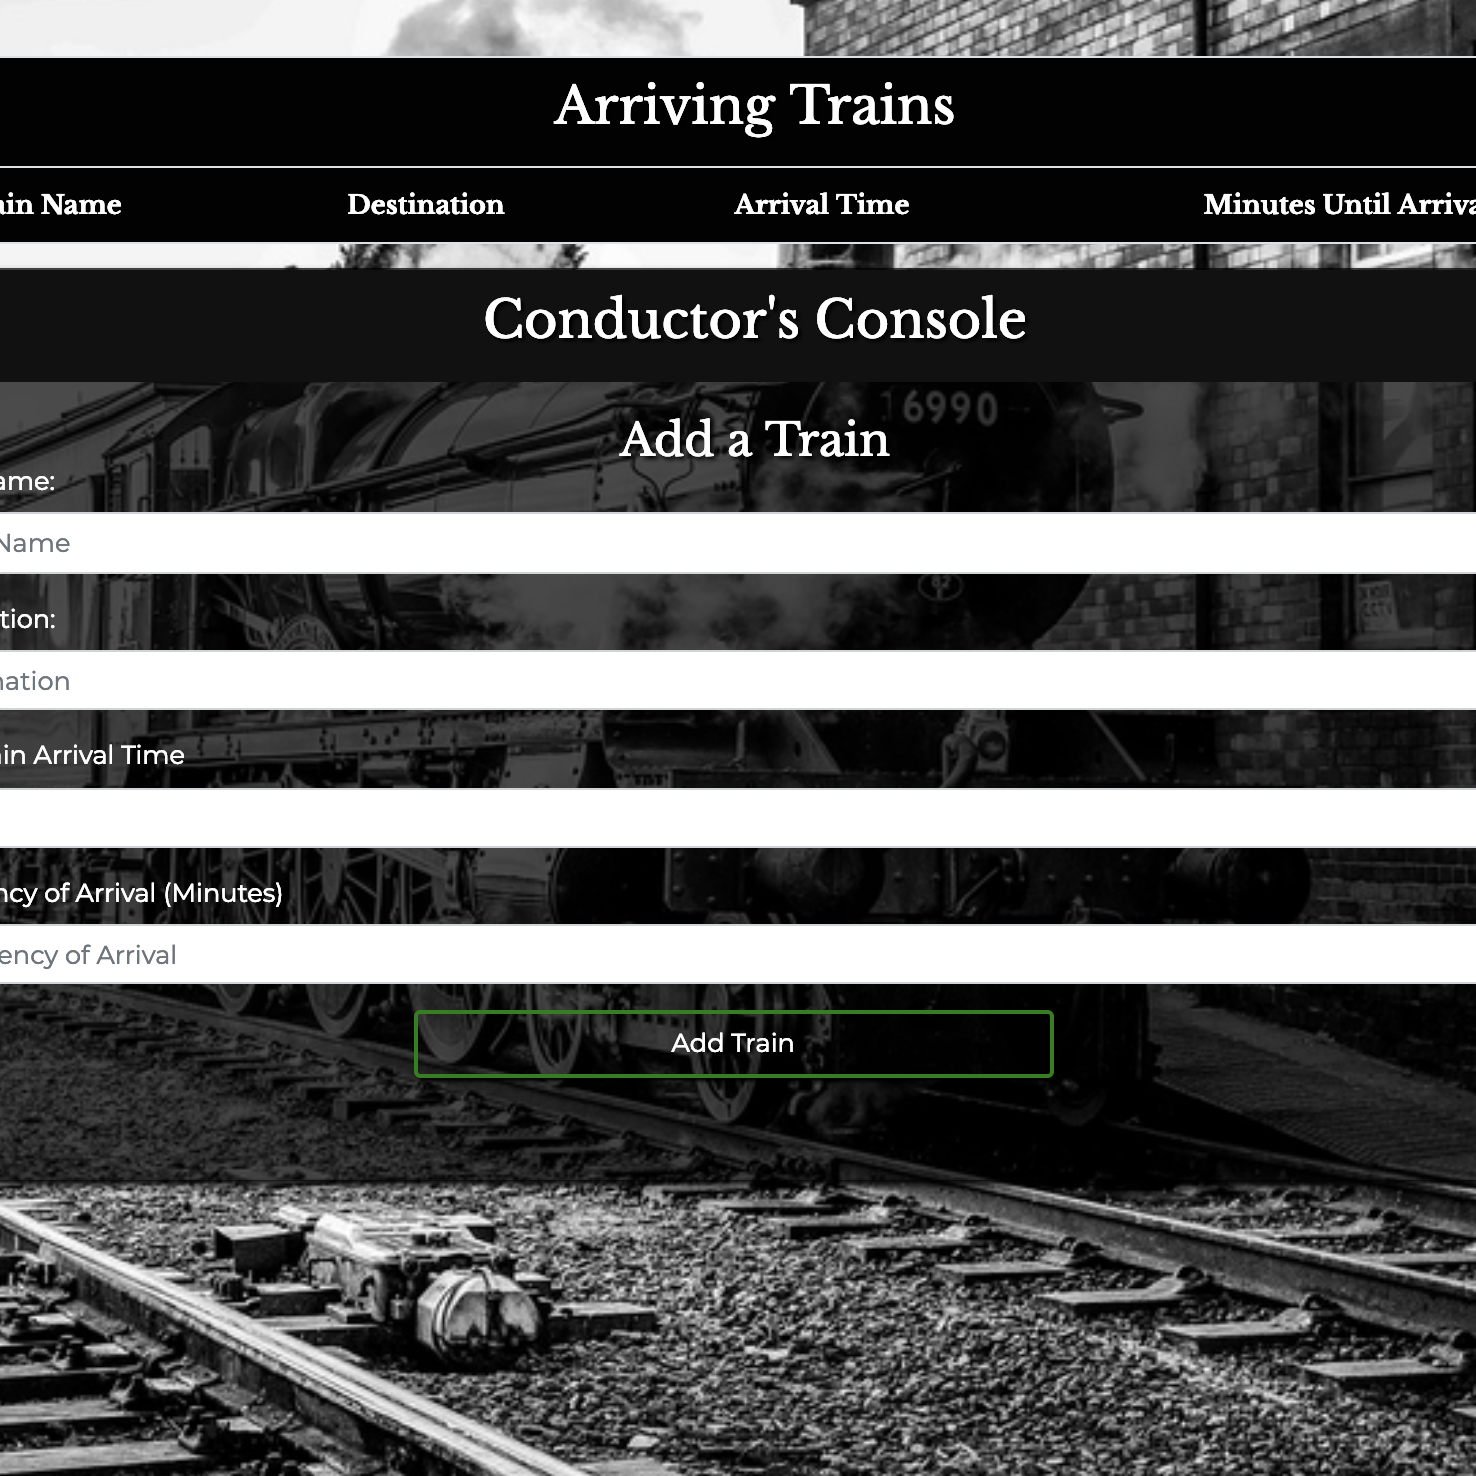 Arriving Trains
ain Name Destination Arrival Time Minutes Until Arriva
Conductor's Console
6990
Add a Train
ame:
Name
tion:
nation
in Arrival Time
ncy of Arrival (Minutes)
ency of Arrival
Add Train